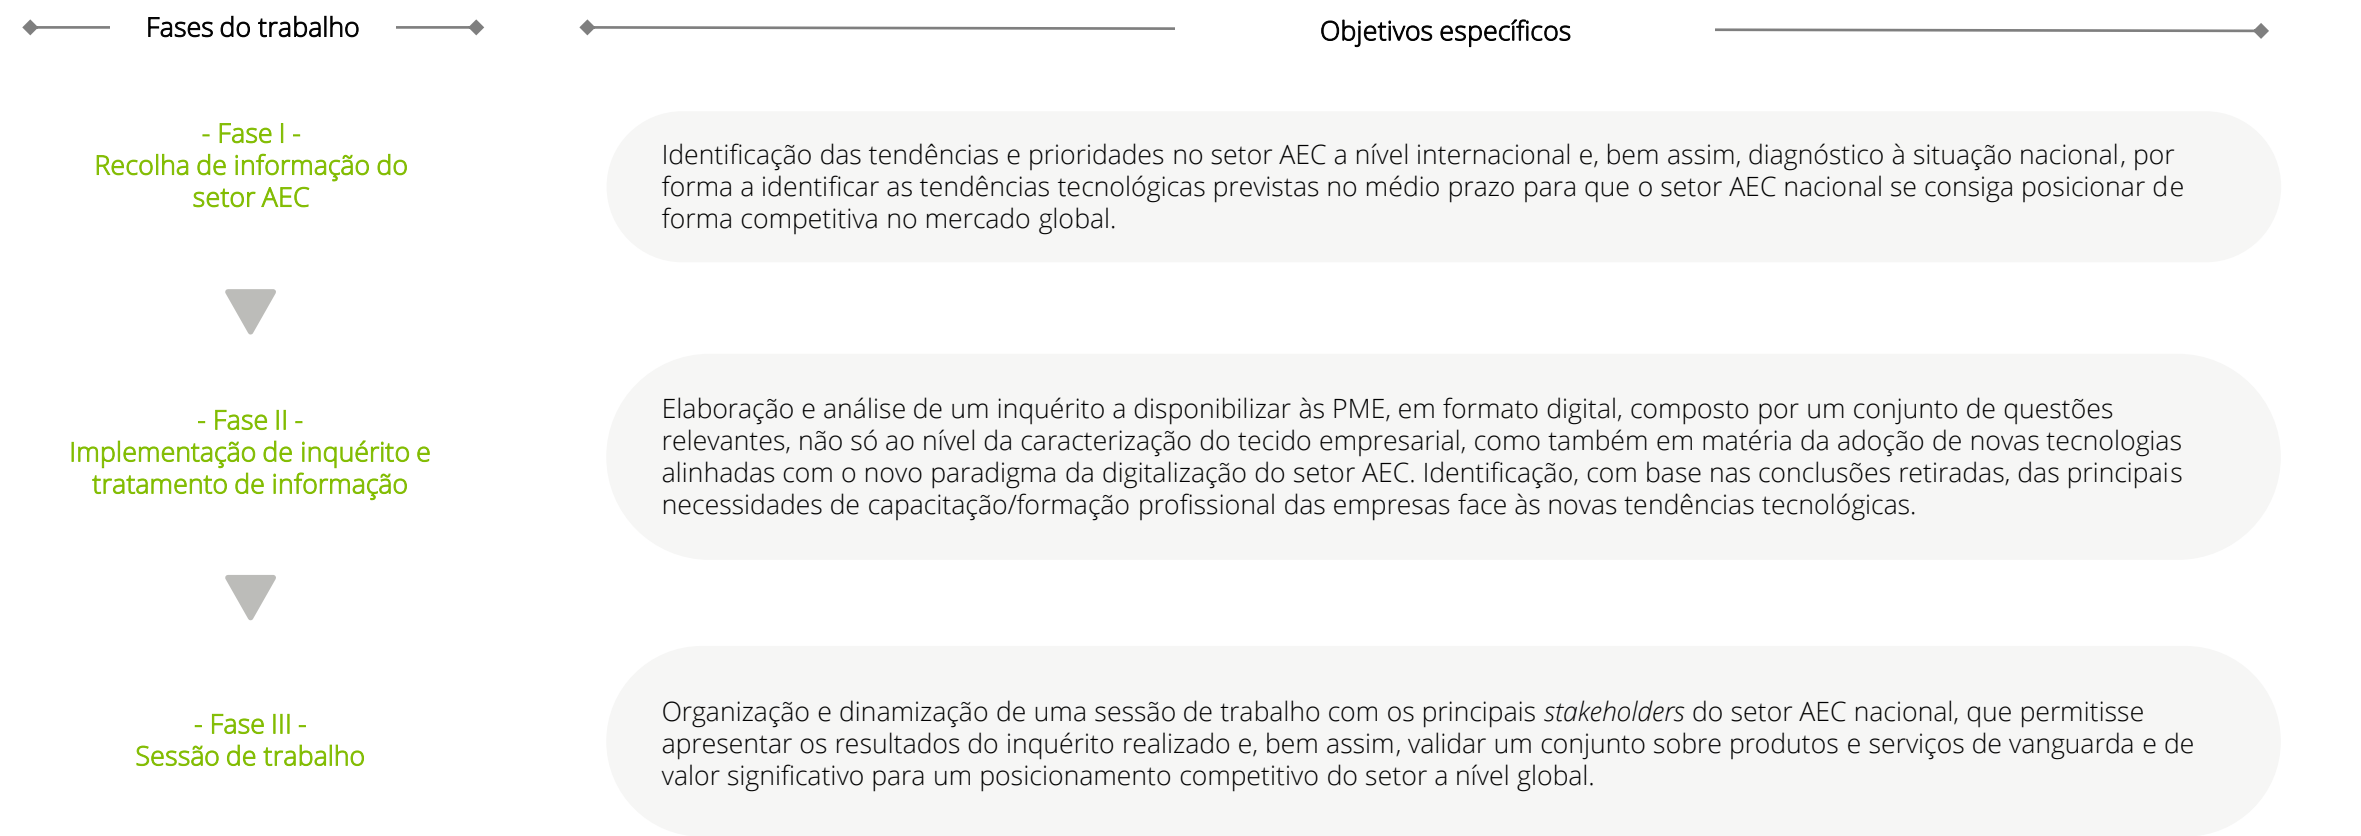 Fases do trabalho
Objetivos específicos
- Fase I -
Recolha de informação do
setor AEC
Identificação das tendências e prioridades no setor AEC a nível internacional e, bem assim, diagnóstico à situação nacional, por
forma a identificar as tendências tecnológicas previstas no médio prazo para que o setor AEC nacional se consiga posicionar de
forma competitiva no mercado global.
- Fase II -
Implementação de inquérito e
tratamento de informação
Elaboração e análise de um inquérito a disponibilizar às PME, em formato digital, composto por um conjunto de questões
relevantes, não só ao nível da caracterização do tecido empresarial, como também em matéria da adoção de novas tecnologias
alinhadas com o novo paradigma da digitalização do setor AEC. Identificação, com base nas conclusões retiradas, das principais
necessidades de capacitação/formação profissional das empresas face às novas tendências tecnológicas.
- Fase III -
Sessão de trabalho
Organização e dinamização de uma sessão de trabalho com os principais stakeholders do setor AEC nacional, que permitisse
apresentar os resultados do inquérito realizado e, bem assim, validar um conjunto sobre produtos e serviços de vanguarda e de
valor significativo para um posicionamento competitivo do setor a nível global.